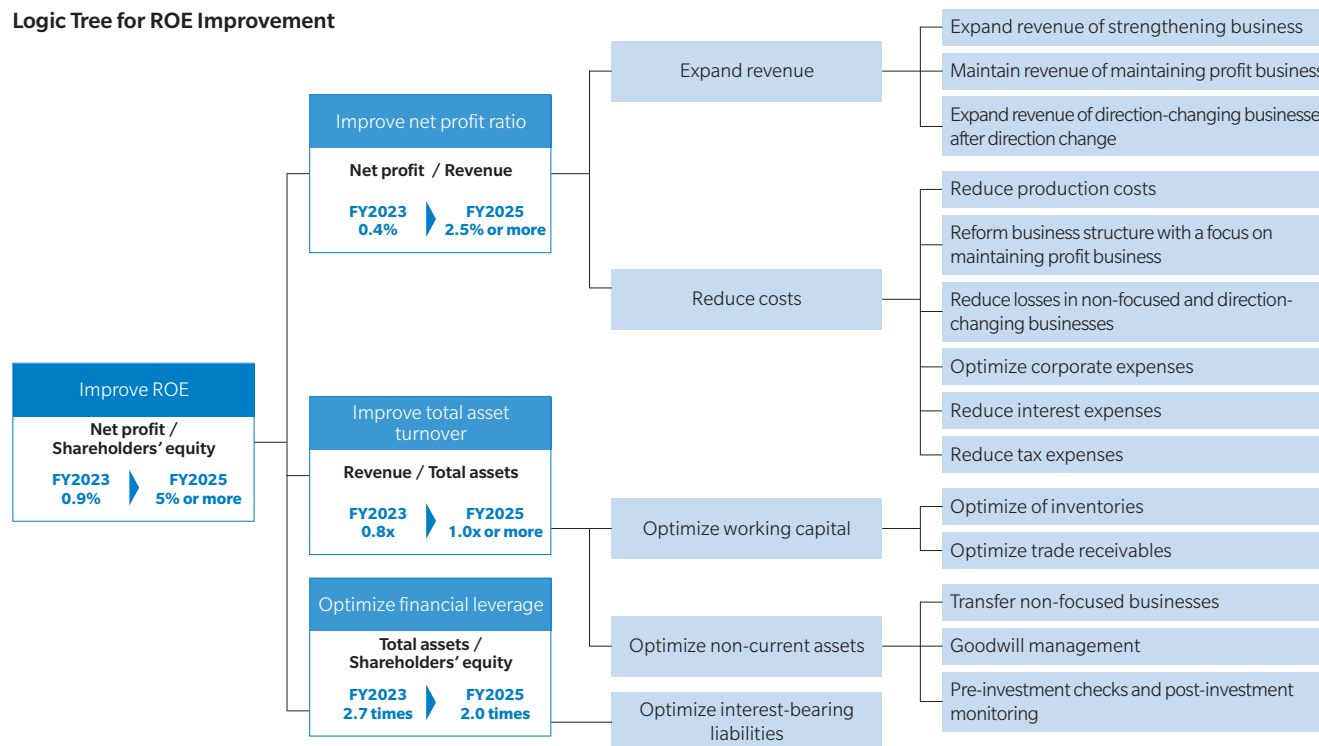 Logic Tree for ROE Improvement
Improve ROE
Net profit /
Shareholders' equity
FY2023 FY2025
0.9% 5% or more
Improve net profit ratio
Net profit / Revenue
FY2023 FY2025
0.4% 2.5% or more
Improve total asset
turnover
Revenue / Total assets
FY2023 FY2025
0.8x 1.0x or more
Optimize financial leverage
Total assets /
Shareholders' equity
FY2023 FY2025
2.7 times 2.0 times
Expand revenue
Reduce costs
Optimize working capital
Optimize non-current assets
Optimize interest-bearing
liabilities
Expand revenue of strengthening business
Maintain revenue of maintaining profit business
Expand revenue of direction-changing businesse
after direction change
Reduce production costs
Reform business structure with a focus on
maintaining profit business
Reduce losses in non-focused and direction-
changing businesses
Optimize corporate expenses
Reduce interest expenses
Reduce tax expenses
Optimize of inventories
Optimize trade receivables
Transfer non-focused businesses
Goodwill management
Pre-investment checks and post-investment
monitoring